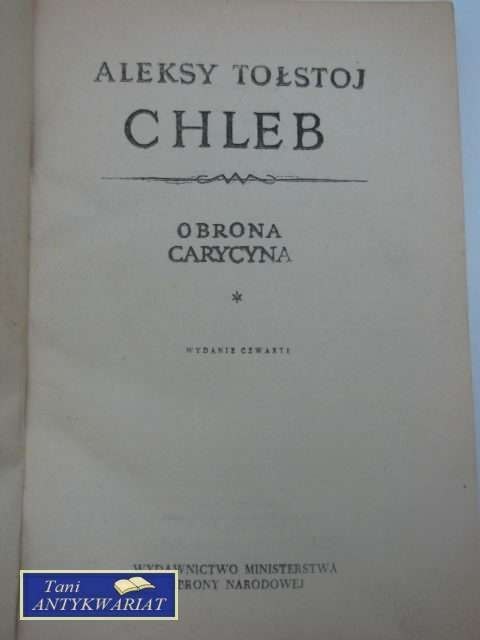 ALEKSY TOŁSTOJ
CHLEB
OBRONA
CARYCYNA
*
WYDANIE CZWARTE
WYDAWNICTWO MINISTERSTWA
OBRONY NARODOWEJ
Tani
ANTYKWARIAT